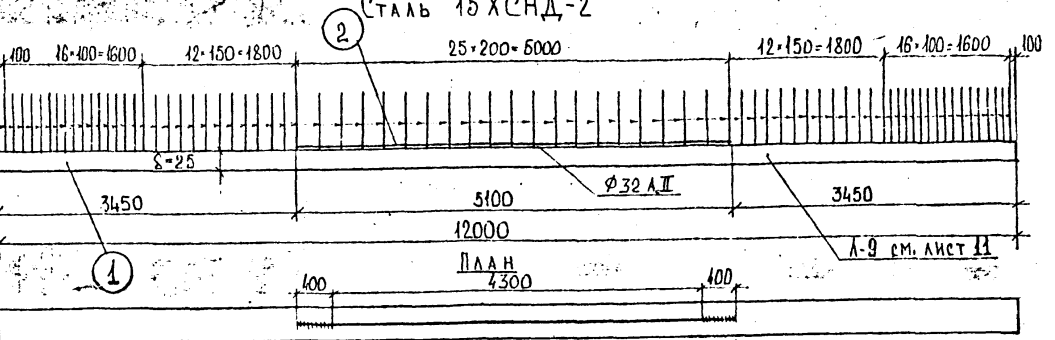 Сталь 15ХСНД-2
2
100 16×100=1600 12×150=1800 25×200=5000 12×150=1800 16×100=1600 100
δ=25
Ø32 А II
3450 5100 3450
12000
А-9 см. лист 11
1
План
400 4300 400